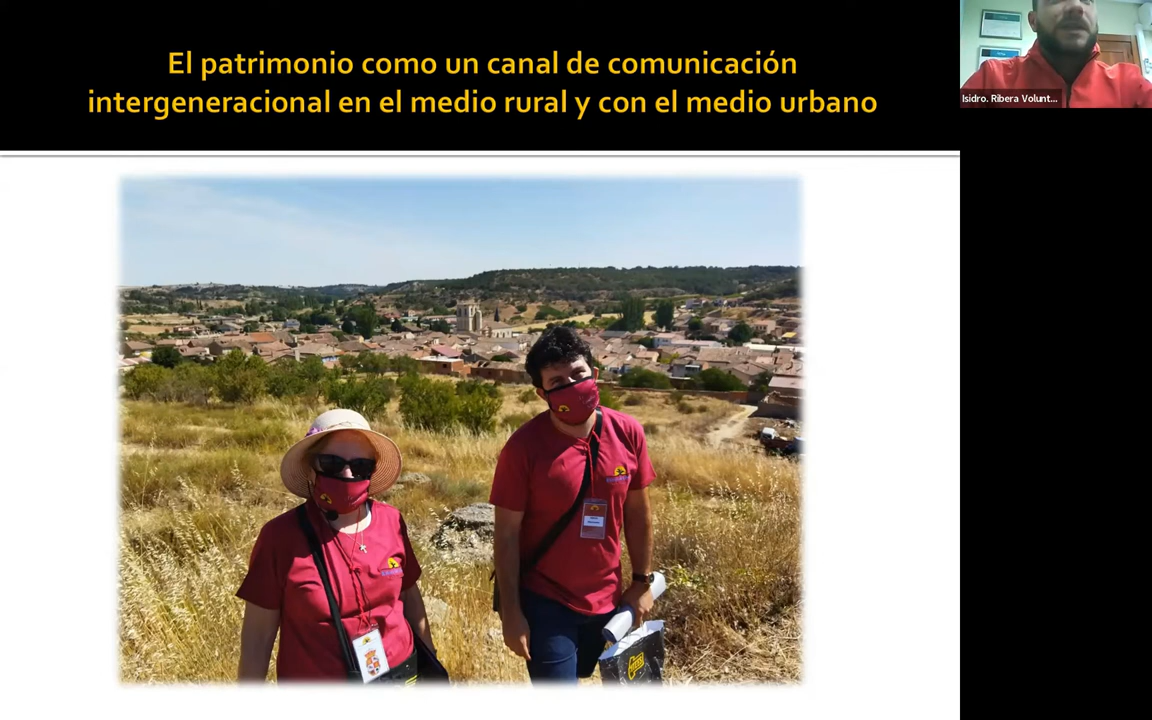 El patrimonio como un canal de comunicación
intergeneracional en el medio rural y con el medio urbano
Isidro. Ribera Volunt...